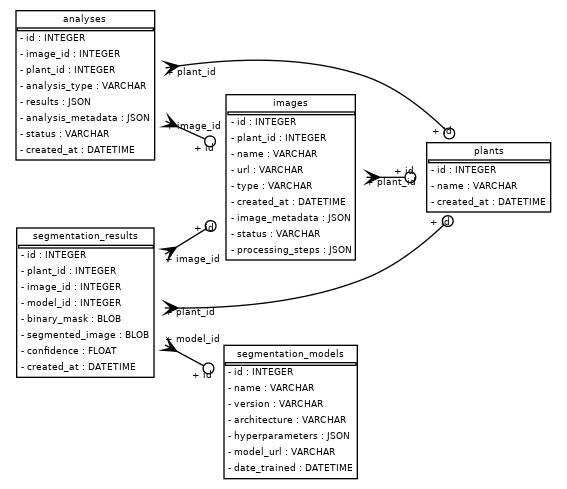 analyses
- id : INTEGER
- image_id : INTEGER
- plant_id : INTEGER
- analysis_type : VARCHAR
- results : JSON
- analysis_metadata : JSON
- status : VARCHAR
- created_at : DATETIME
+ plant_id
+ image_id
+ id
images
- id : INTEGER
- plant_id : INTEGER
- name : VARCHAR
- url : VARCHAR
- type : VARCHAR
- created_at : DATETIME
- image_metadata : JSON
- status : VARCHAR
- processing_steps : JSON
+ id
+ plant_id
+ id
plants
- id : INTEGER
- name : VARCHAR
- created_at : DATETIME
+ id
segmentation_results
- id : INTEGER
- plant_id : INTEGER
- image_id : INTEGER
- model_id : INTEGER
- binary_mask : BLOB
- segmented_image : BLOB
- confidence : FLOAT
- created_at : DATETIME
+ id
+ image_id
+ plant_id
+ model_id
+ id
segmentation_models
- id : INTEGER
- name : VARCHAR
- version : VARCHAR
- architecture : VARCHAR
- hyperparameters : JSON
- model_url : VARCHAR
- date_trained : DATETIME